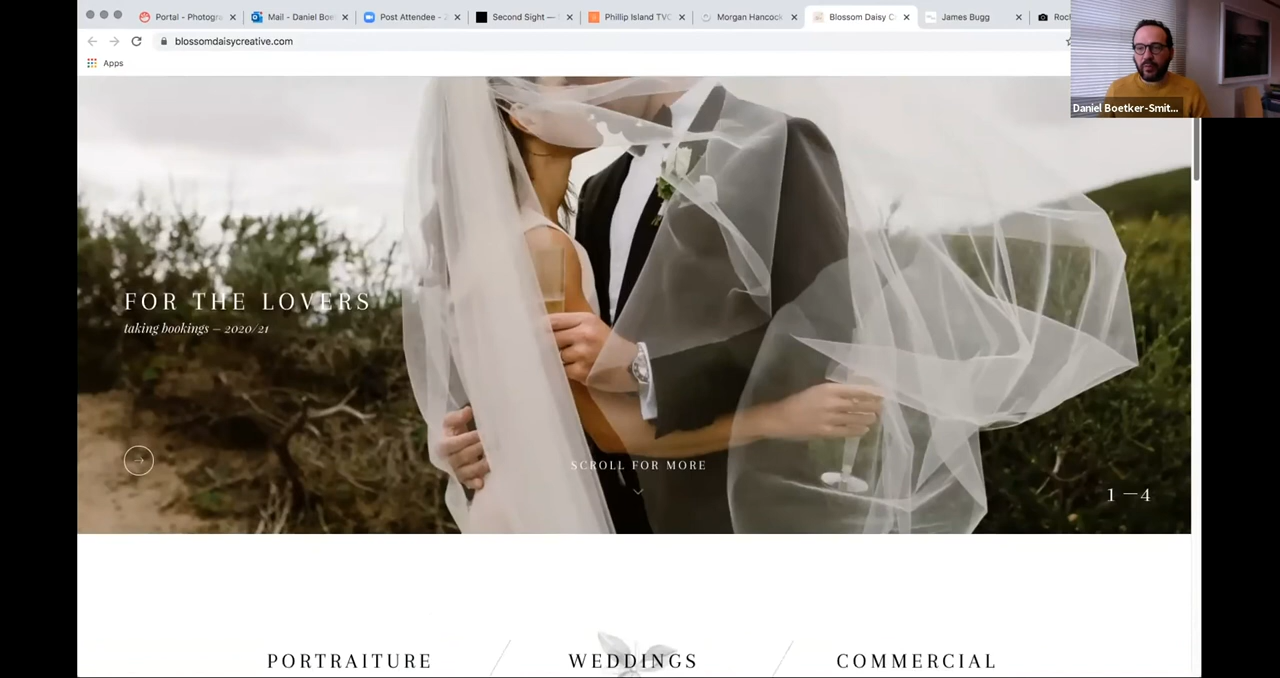 Portal - Photogra
Mail - Daniel Boe
Post Attendee - Z
Second Sight —
Phillip Island TVC
Morgan Hancock
Blossom Daisy C
James Bugg
Roc
blossomdaisycreative.com
Apps
Daniel Boetker-Smit...
FOR THE LOVERS
taking bookings – 2020/21
SCROLL FOR MORE
1 —4
PORTRAITURE
WEDDINGS
COMMERCIAL